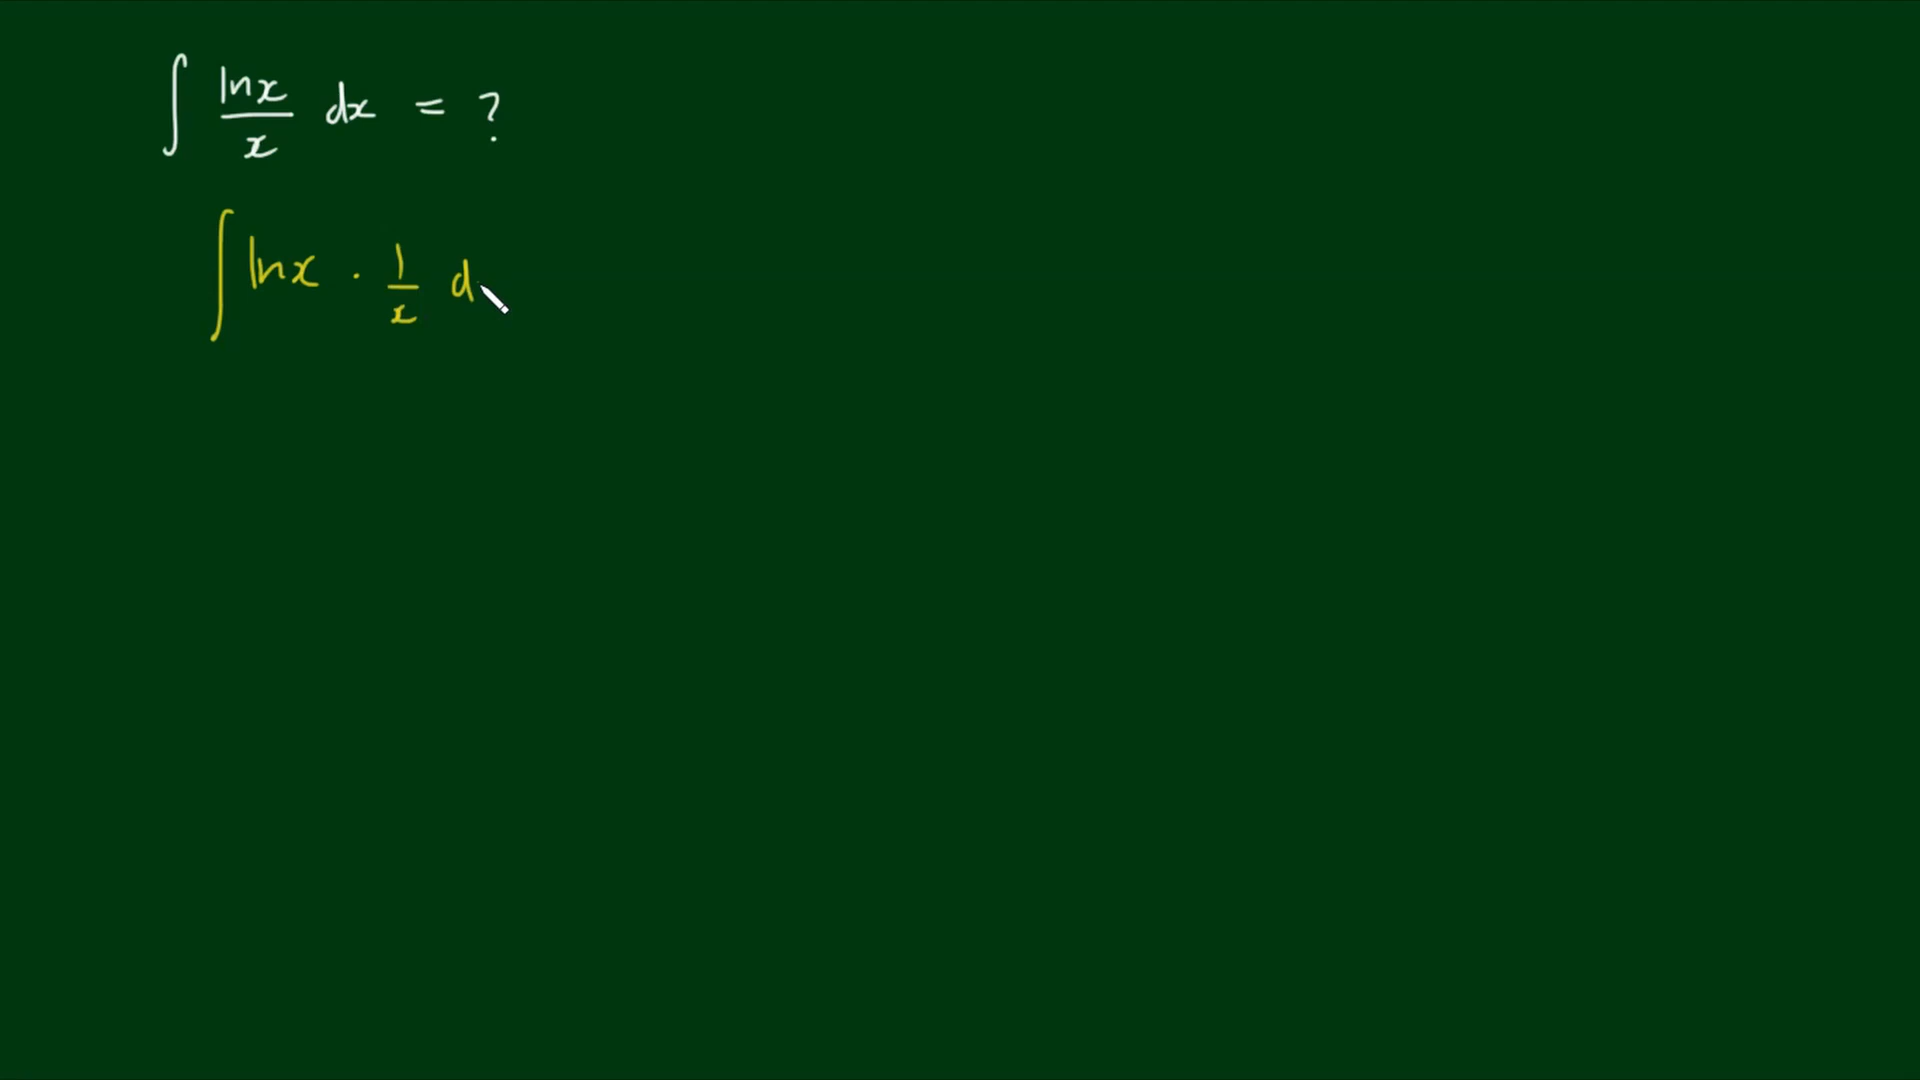 ∫ lnx/x dx = ?
∫ lnx · 1/x d